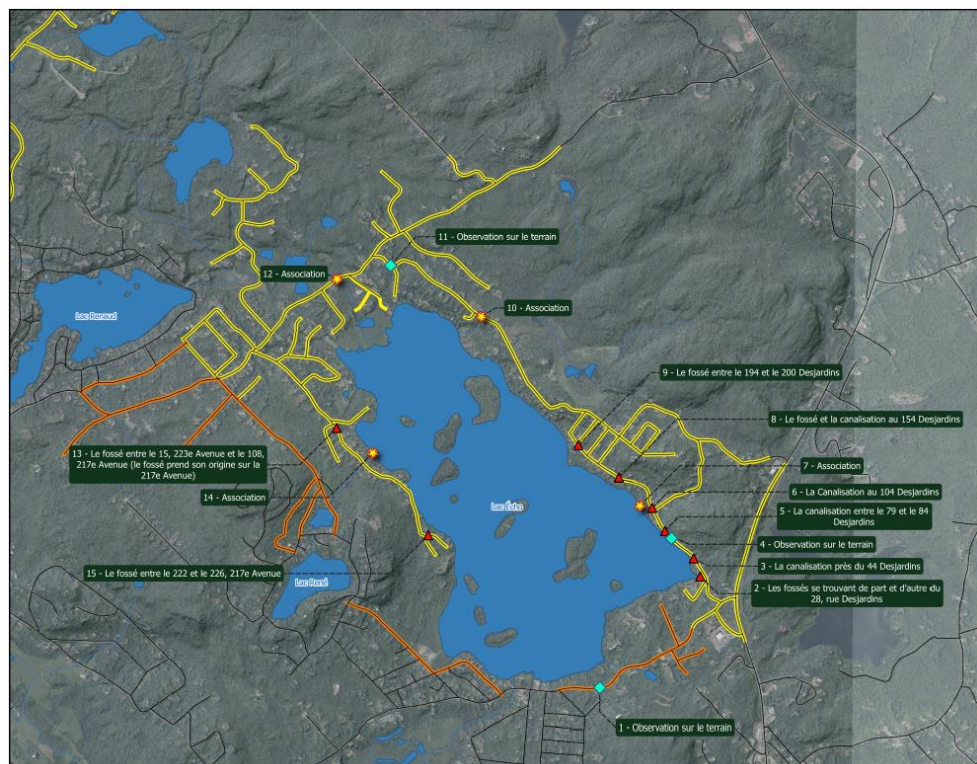 11 - Observation sur le terrain
12 - Association
Lac Renaud
10 - Association
9 - Le fossé entre le 194 et le 200 Desjardins
8 - Le fossé et la canalisation au 154 Desjardins
13 - Le fossé entre le 15, 223e Avenue et le 108,
217e Avenue (le fossé prend son origine sur la
217e Avenue)
7 - Association
14 - Association
6 - La Canalisation au 104 Desjardins
Lac Écho
5 - La canalisation entre le 79 et le 84
Desjardins
4 - Observation sur le terrain
3 - La canalisation près du 44 Desjardins
15 - Le fossé entre le 222 et le 226, 217e Avenue
Lac René
2 - Les fossés se trouvant de part et d'autre du
28, rue Desjardins
1 - Observation sur le terrain